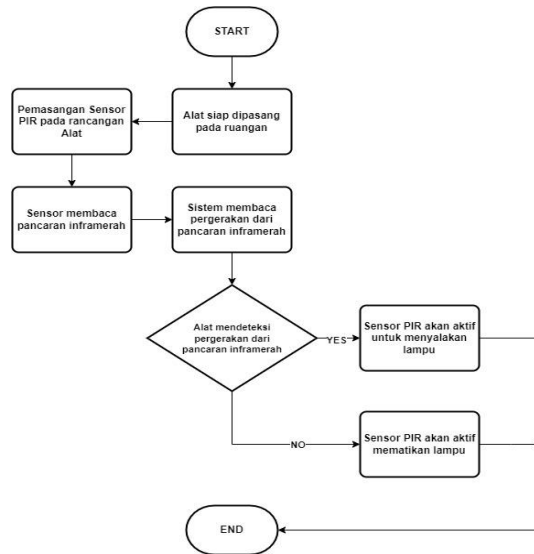 START
Alat siap dipasang
pada ruangan
Pemasangan Sensor
PIR pada rancangan
Alat
Sensor membaca
pancaran inframerah
Sistem membaca
pergerakan dari
pancaran inframerah
Alat mendeteksi
pergerakan dari
pancaran inframerah
YES
Sensor PIR akan aktif
untuk menyalakan
lampu
NO
Sensor PIR akan aktif
mematikan lampu
END